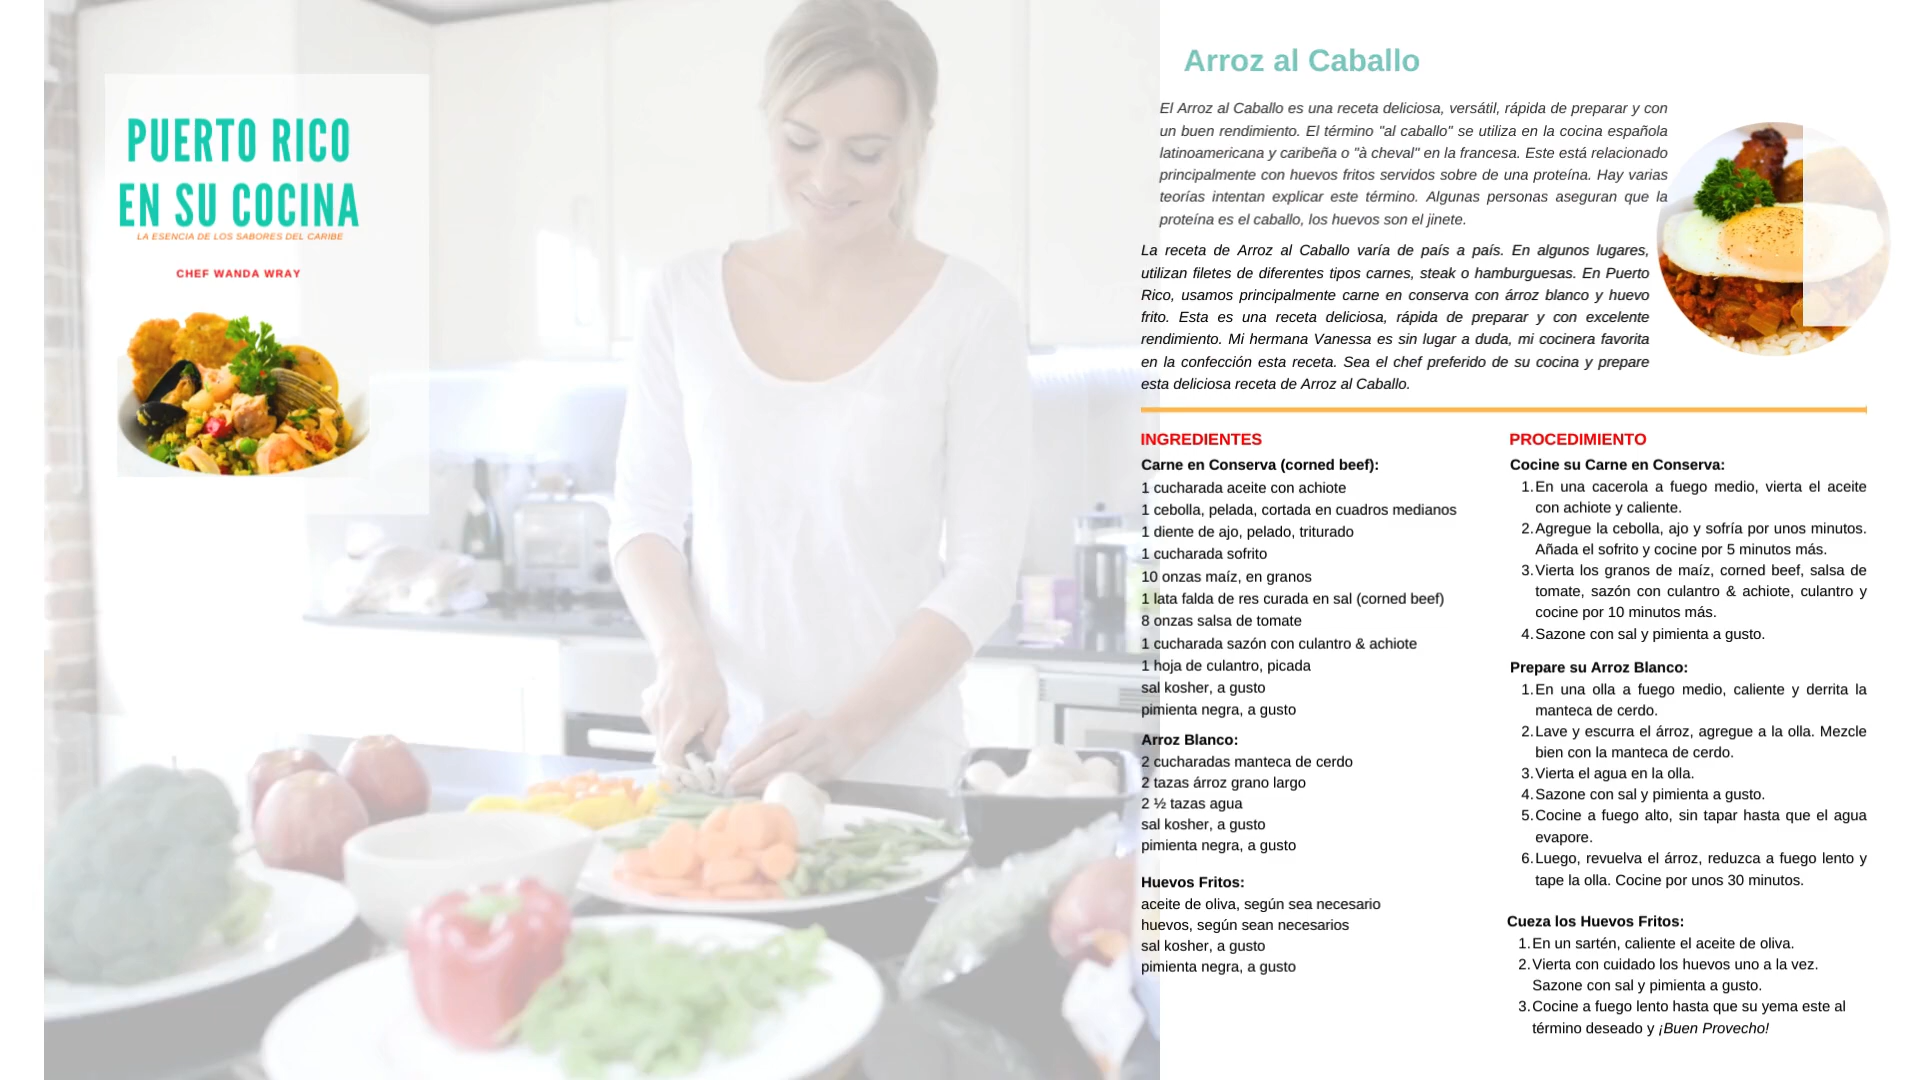 PUERTO RICO
EN SU COCINA
LA ESENCIA DE LOS SABORES DEL CARIBE
CHEF WANDA WRAY
Arroz al Caballo
El Arroz al Caballo es una receta deliciosa, versátil, rápida de preparar y con
un buen rendimiento. El término "al caballo" se utiliza en la cocina española
latinoamericana y caribeña o "à cheval" en la francesa. Este está relacionado
principalmente con huevos fritos servidos sobre de una proteína. Hay varias
teorías intentan explicar este término. Algunas personas aseguran que la
proteína es el caballo, los huevos son el jinete.
La receta de Arroz al Caballo varía de país a país. En algunos lugares,
utilizan filetes de diferentes tipos carnes, steak o hamburguesas. En Puerto
Rico, usamos principalmente carne en conserva con árroz blanco y huevo
frito. Esta es una receta deliciosa, rápida de preparar y con excelente
rendimiento. Mi hermana Vanessa es sin lugar a duda, mi cocinera favorita
en la confección esta receta. Sea el chef preferido de su cocina y prepare
esta deliciosa receta de Arroz al Caballo.
INGREDIENTES
Carne en Conserva (corned beef):
1 cucharada aceite con achiote
1 cebolla, pelada, cortada en cuadros medianos
1 diente de ajo, pelado, triturado
1 cucharada sofrito
10 onzas maíz, en granos
1 lata falda de res curada en sal (corned beef)
8 onzas salsa de tomate
1 cucharada sazón con culantro & achiote
1 hoja de culantro, picada
sal kosher, a gusto
pimienta negra, a gusto
Arroz Blanco:
2 cucharadas manteca de cerdo
2 tazas árroz grano largo
2 ½ tazas agua
sal kosher, a gusto
pimienta negra, a gusto
Huevos Fritos:
aceite de oliva, según sea necesario
huevos, según sean necesarios
sal kosher, a gusto
pimienta negra, a gusto
PROCEDIMIENTO
Cocine su Carne en Conserva:
1. En una cacerola a fuego medio, vierta el aceite
con achiote y caliente.
2. Agregue la cebolla, ajo y sofría por unos minutos.
Añada el sofrito y cocine por 5 minutos más.
3. Vierta los granos de maíz, corned beef, salsa de
tomate, sazón con culantro & achiote, culantro y
cocine por 10 minutos más.
4. Sazone con sal y pimienta a gusto.
Prepare su Arroz Blanco:
1. En una olla a fuego medio, caliente y derrita la
manteca de cerdo.
2. Lave y escurra el árroz, agregue a la olla. Mezcle
bien con la manteca de cerdo.
3. Vierta el agua en la olla.
4. Sazone con sal y pimienta a gusto.
5. Cocine a fuego alto, sin tapar hasta que el agua
evapore.
6. Luego, revuelva el árroz, reduzca a fuego lento y
tape la olla. Cocine por unos 30 minutos.
Cueza los Huevos Fritos:
1. En un sartén, caliente el aceite de oliva.
2. Vierta con cuidado los huevos uno a la vez.
Sazone con sal y pimienta a gusto.
3. Cocine a fuego lento hasta que su yema este al
término deseado y ¡Buen Provecho!